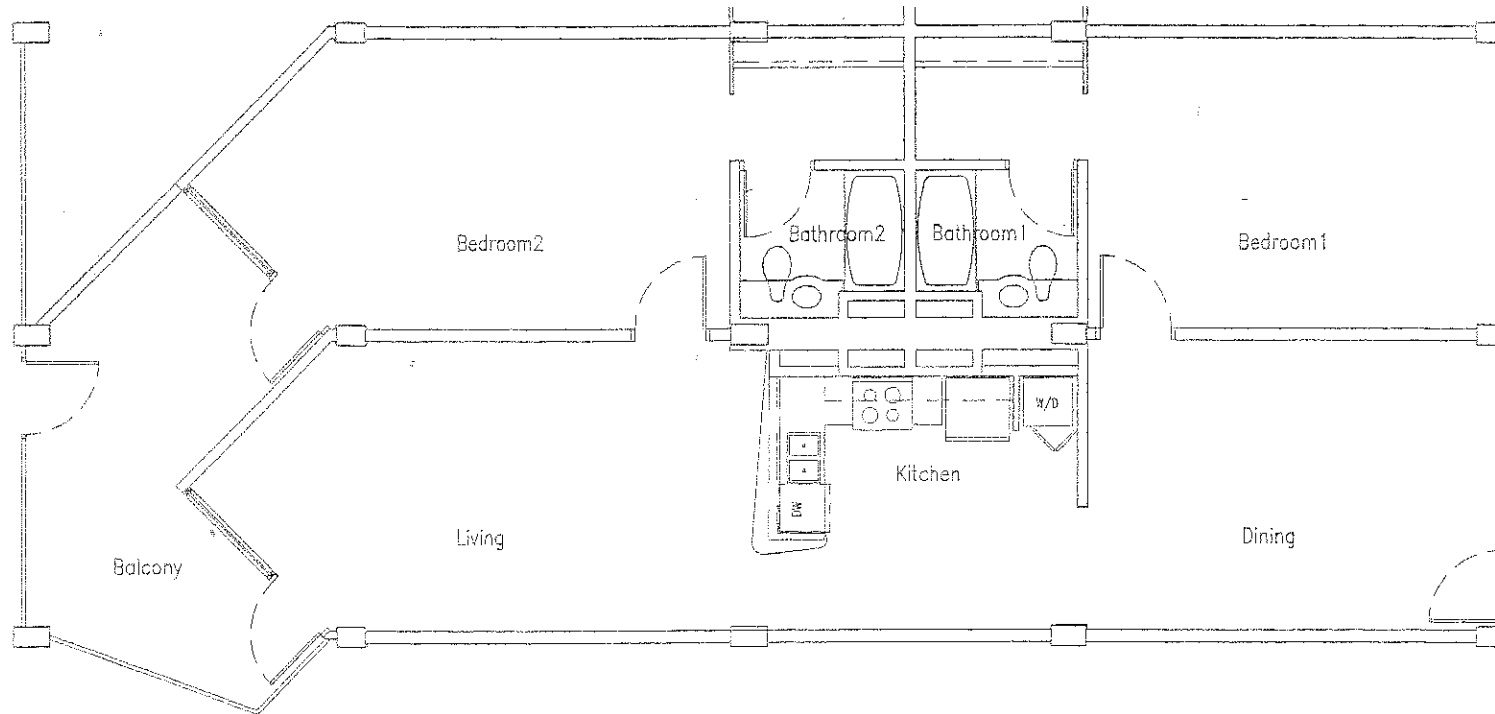 Bedroom2
Bathroom2
Bathroom1
Bedroom1
W/D
Kitchen
DW
Living
Dining
Balcony